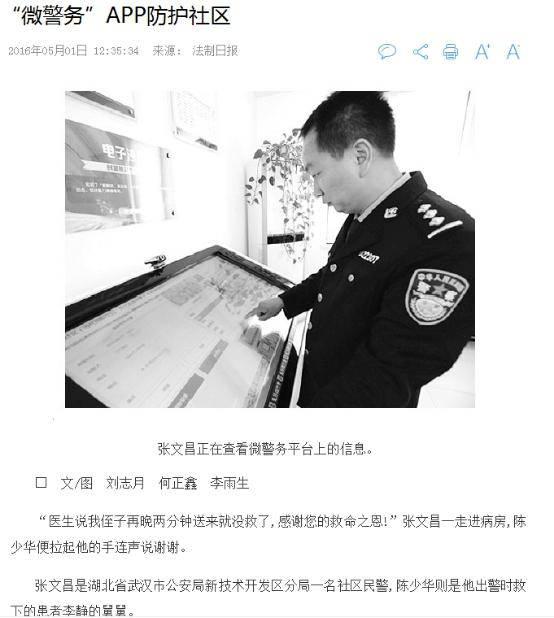 “微警务”APP防护社区
2016年05月01日 12:35:34 来源： 法制日报
A+
A-
电子
张文昌正在查看微警务平台上的信息。
□ 文/图 刘志月 何正鑫 李雨生
“医生说我侄子再晚两分钟送来就没救了,感谢您的救命之恩!”张文昌一走进病房,陈
少华便拉起他的手连声说谢谢。
张文昌是湖北省武汉市公安局新技术开发区分局一名社区民警,陈少华则是他出警时救
下的患者李静的舅舅。